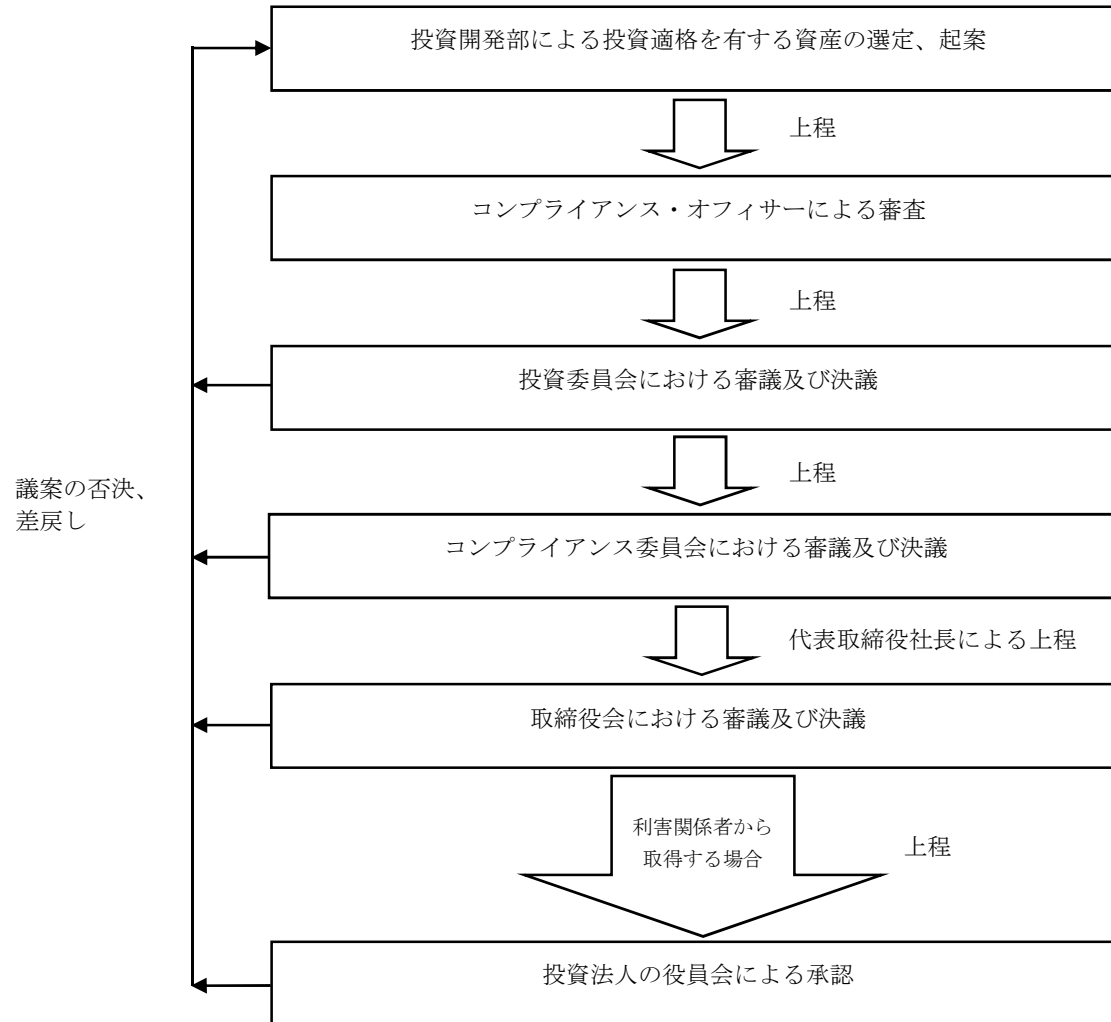 投資開発部による投資適格を有する資産の選定、起案
上程
コンプライアンス・オフィサーによる審査
上程
投資委員会における審議及び決議
上程
議案の否決、
差戻し
コンプライアンス委員会における審議及び決議
代表取締役社長による上程
取締役会における審議及び決議
利害関係者から
取得する場合
上程
投資法人の役員会による承認